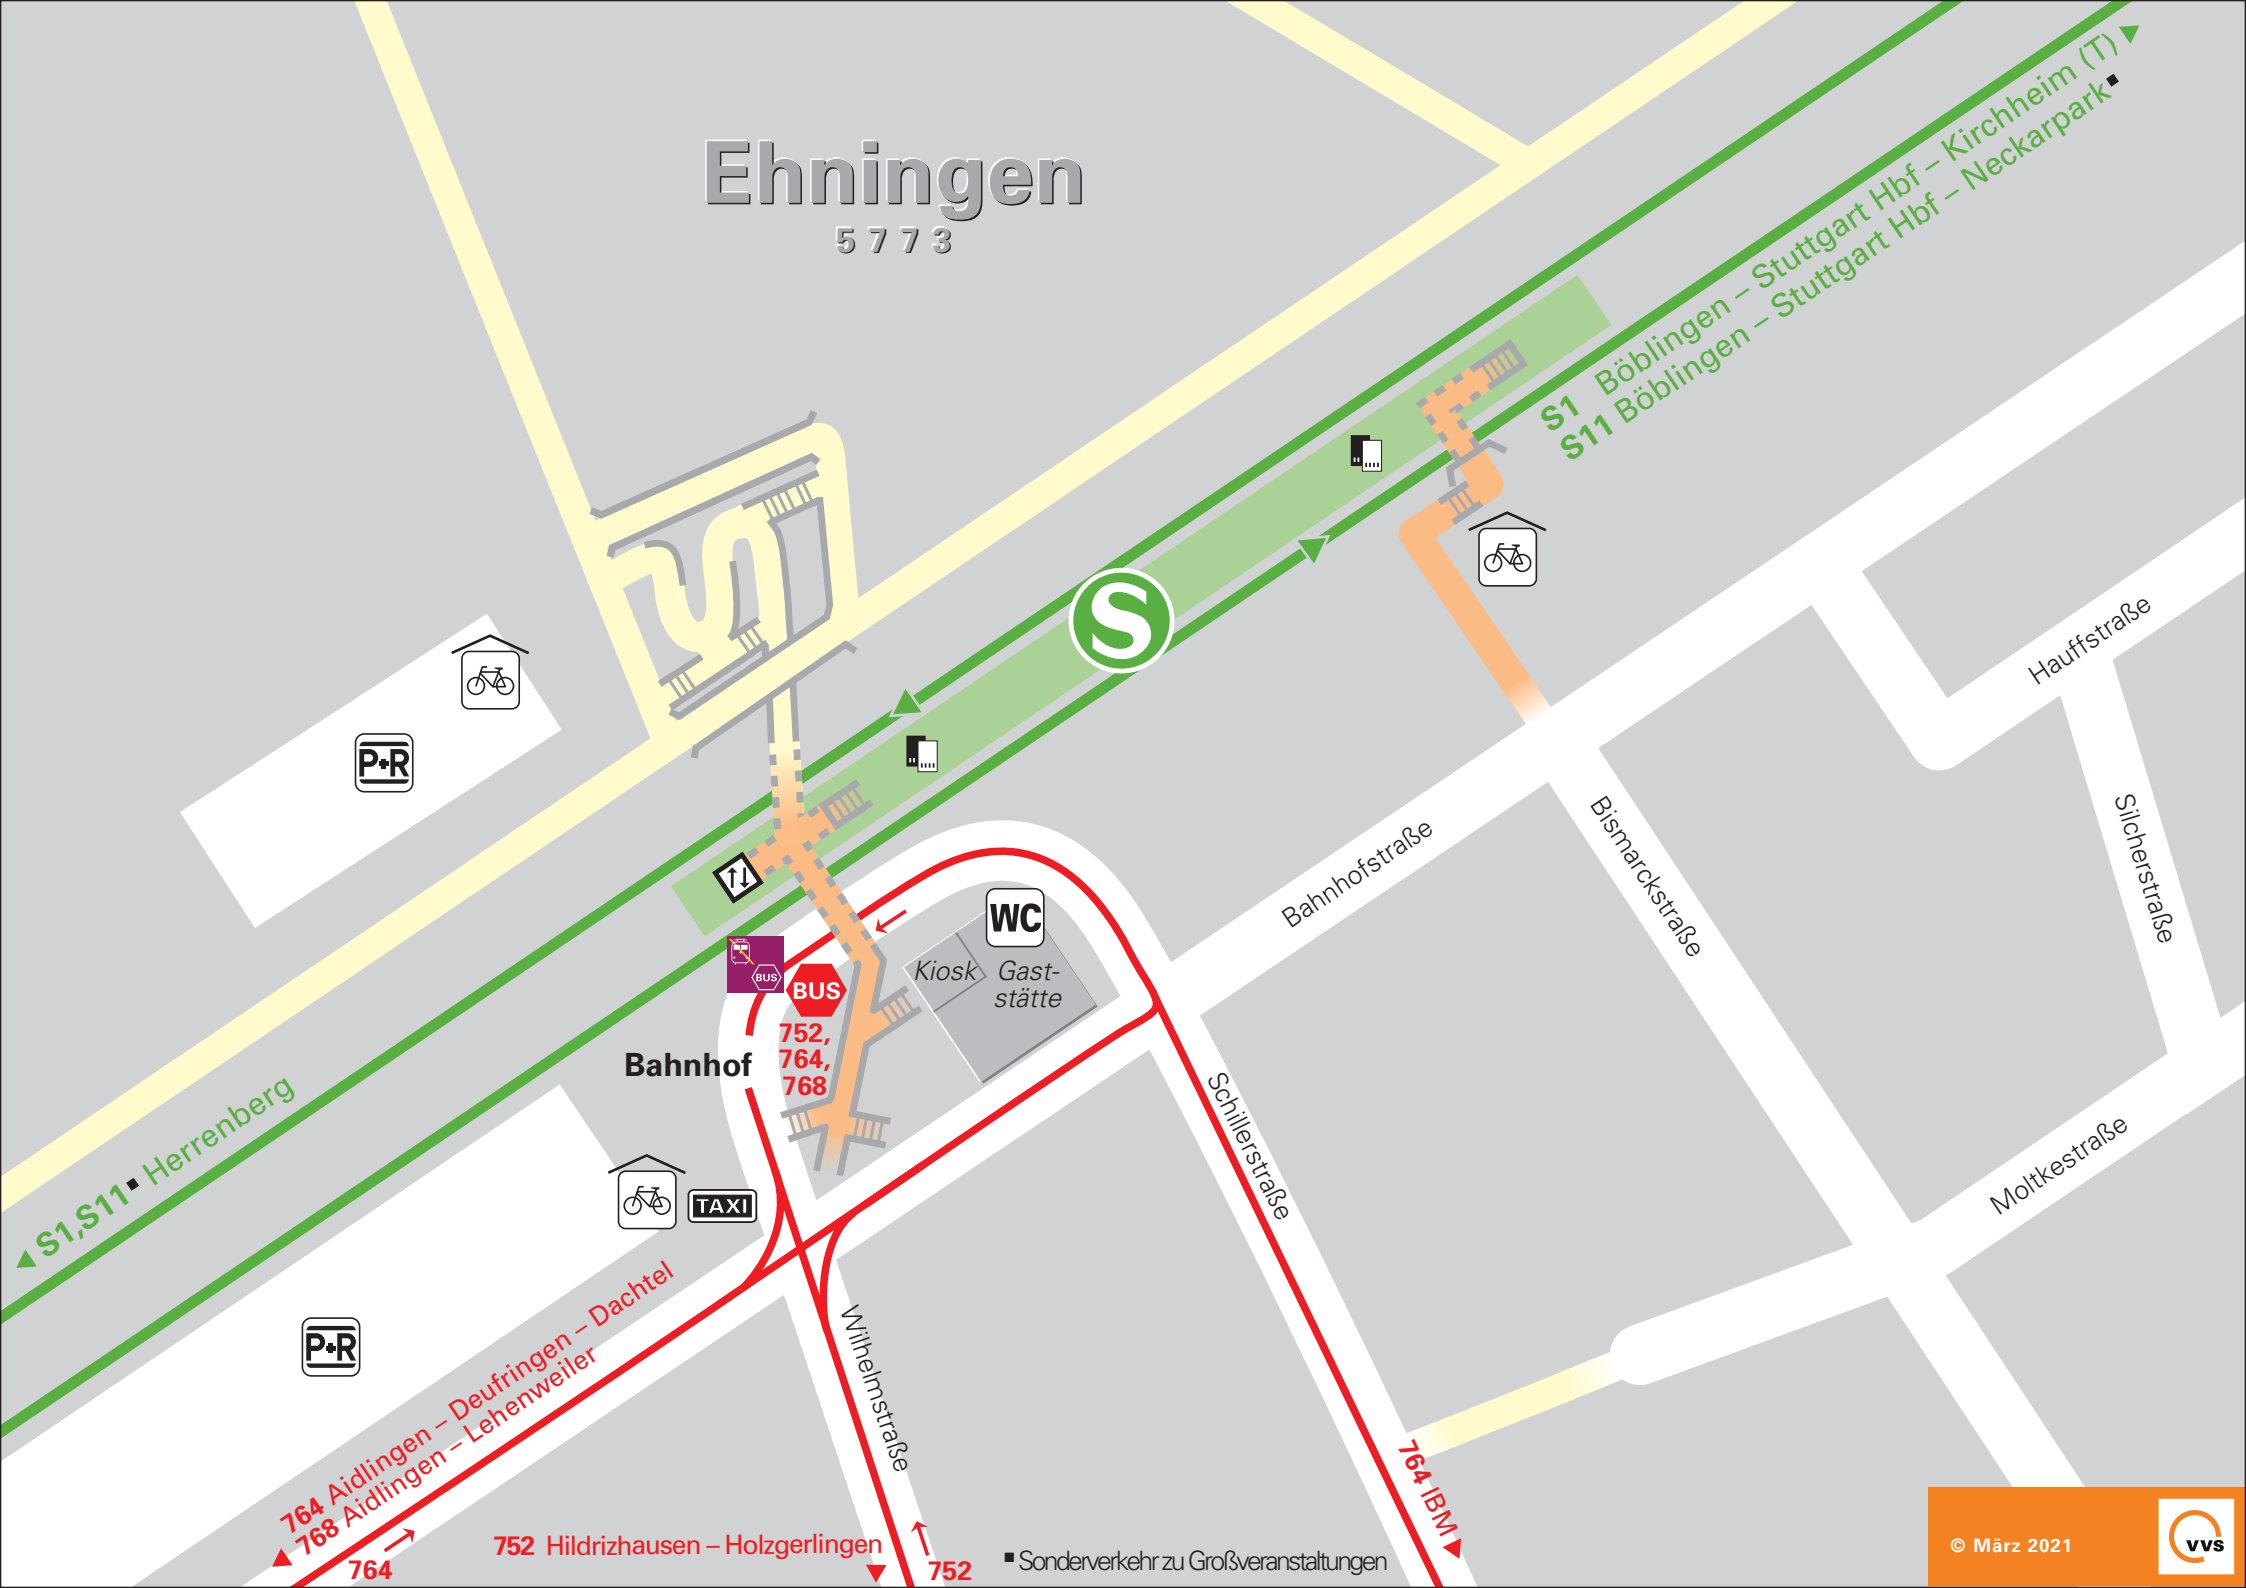 Ehningen
5773
S1 Böblingen – Stuttgart Hbf – Kirchheim (T)
S11 Böblingen – Stuttgart Hbf – Neckarpark▪
S
P+R
Hauffstraße
Silcherstraße
Bahnhofstraße
Bismarckstraße
Moltkestraße
WC
Kiosk
Gast-
stätte
BUS
BUS
752,
764,
768
Bahnhof
S1,S11▪ Herrenberg
TAXI
P+R
Schillerstraße
Wilhelmstraße
764 Aidlingen – Deufringen – Dachtel
768 Aidlingen – Lehenweiler
764
752 Hildrizhausen – Holzgerlingen
752
764 IBM
▪ Sonderverkehr zu Großveranstaltungen
© März 2021
vvs